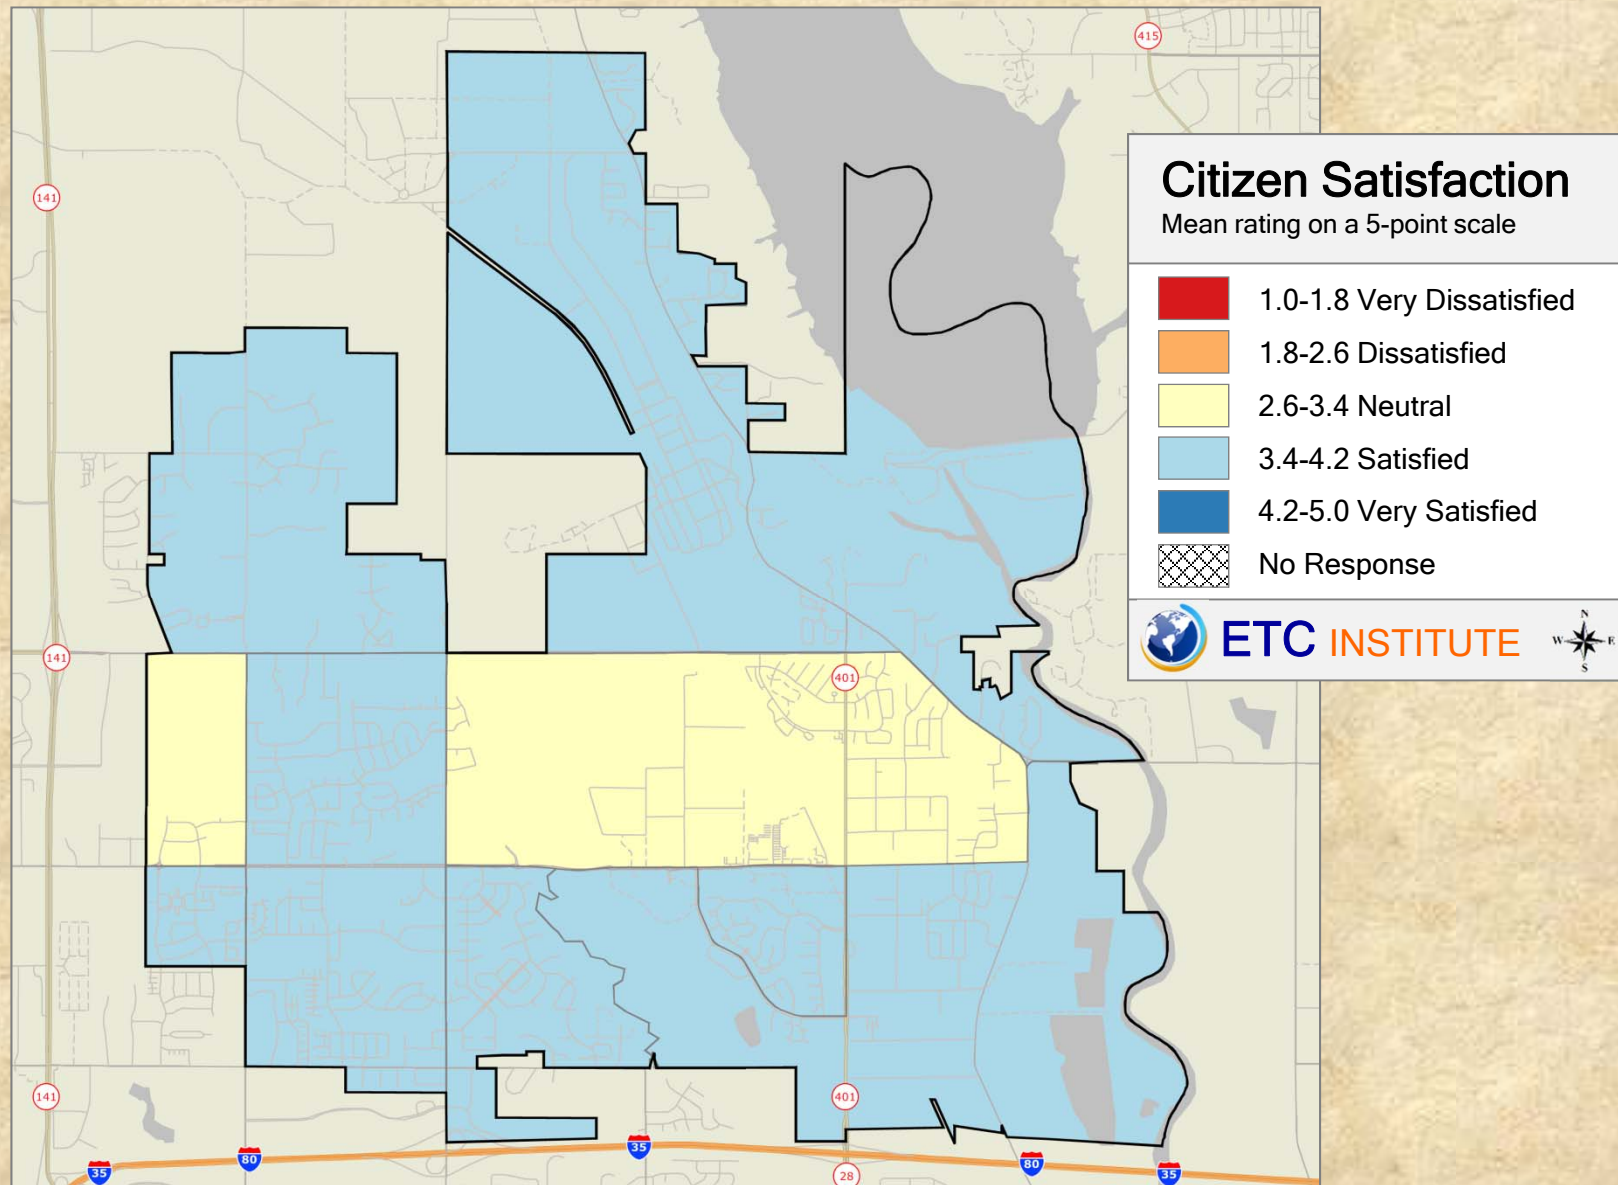 415
141
Citizen Satisfaction
Mean rating on a 5-point scale
1.0-1.8 Very Dissatisfied
1.8-2.6 Dissatisfied
2.6-3.4 Neutral
3.4-4.2 Satisfied
4.2-5.0 Very Satisfied
No Response
ETC INSTITUTE
N
W E
S
141
401
141
401
35
80
35
80
35
28